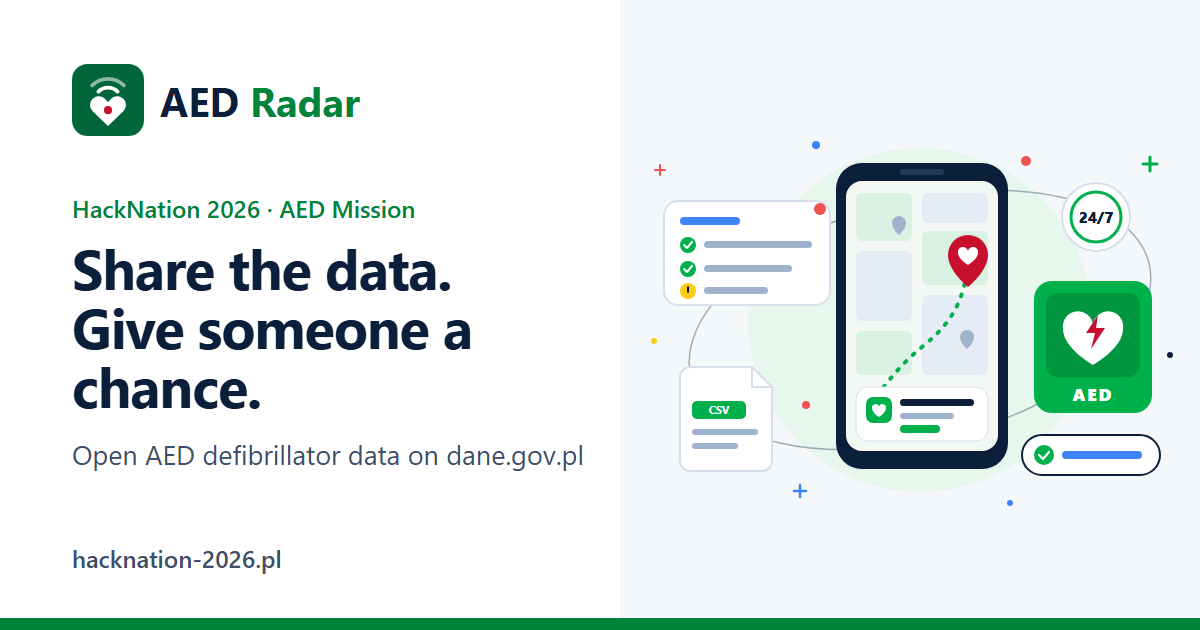 AED Radar
HackNation 2026 · AED Mission
Share the data.
Give someone a
chance.
Open AED defibrillator data on dane.gov.pl
hacknation-2026.pl
24/7
AED
CSV